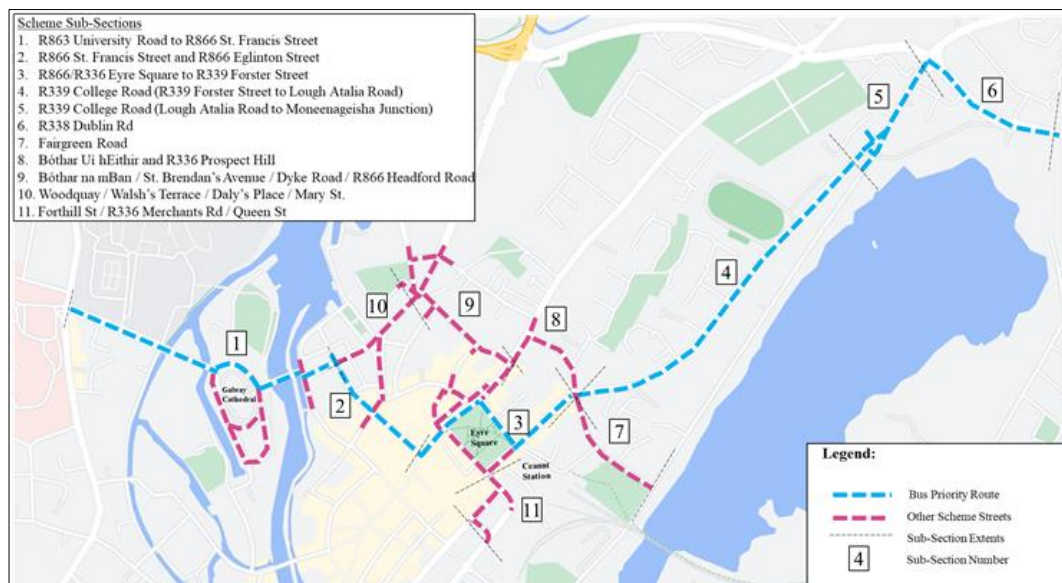 Scheme Sub-Sections
1. R863 University Road to R866 St. Francis Street
2. R866 St. Francis Street and R866 Eglinton Street
3. R866/R336 Eyre Square to R339 Forster Street
4. R339 College Road (R339 Forster Street to Lough Atalia Road)
5. R339 College Road (Lough Atalia Road to Moneenageisha Junction)
6. R338 Dublin Rd
7. Fairgreen Road
8. Bóthar Uí hEithir and R336 Prospect Hill
9. Bóthar na mBan / St. Brendan's Avenue / Dyke Road / R866 Headford Road
10. Woodquay / Walsh's Terrace / Daly's Place / Mary St.
11. Forthill St / R336 Merchants Rd / Queen St
5
6
4
10
9
8
1
Galway
Cathedral
2
3
Eyre
Square
7
Ceannt
Station
11
Legend:
Bus Priority Route
Other Scheme Streets
Sub-Section Extents
4 Sub-Section Number